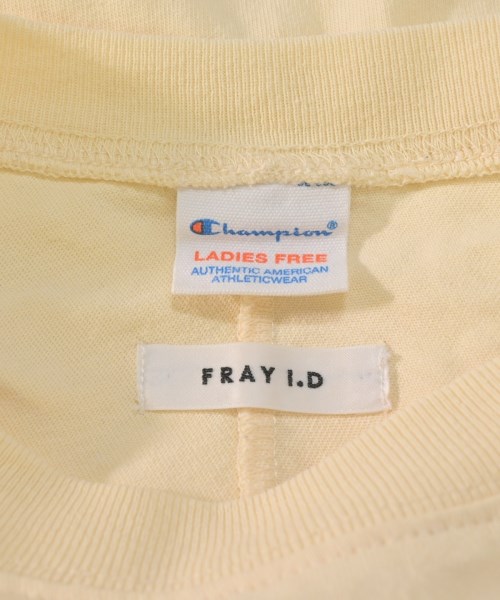 Champion®
LADIES FREE
AUTHENTIC AMERICAN
ATHLETICWEAR
FRAY I.D